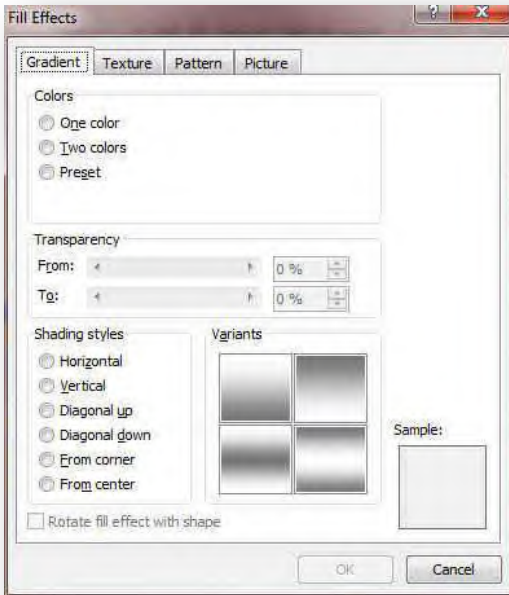 Fill Effects
Gradient Texture Pattern Picture
Colors
One color
Two colors
Preset
Transparency
From: 0 %
To: 0 %
Shading styles
Horizontal
Vertical
Diagonal up
Diagonal down
From corner
From center
Variants
Sample:
Rotate fill effect with shape
OK Cancel